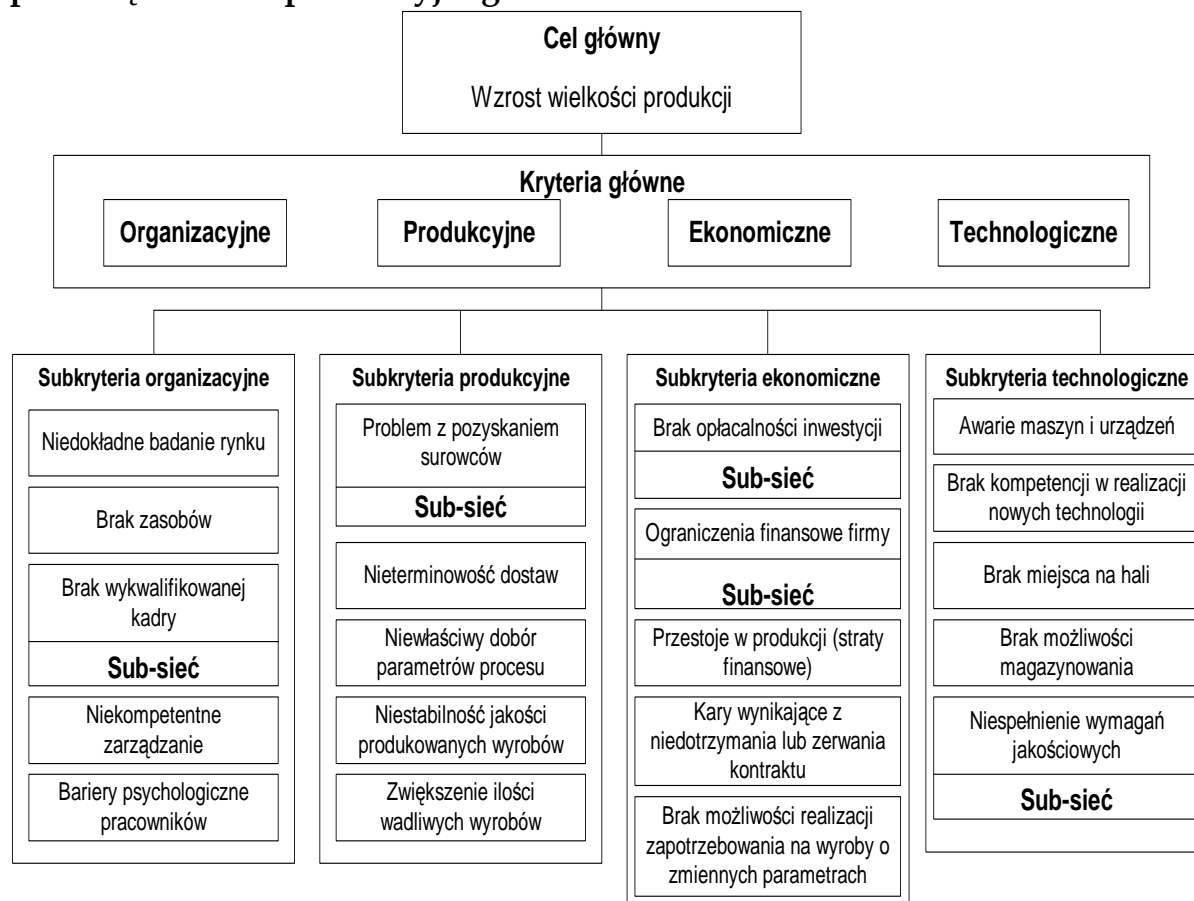 Cel główny
Wzrost wielkości produkcji
Kryteria główne
Organizacyjne
Produkcyjne
Ekonomiczne
Technologiczne
Subkryteria organizacyjne
Niedokładne badanie rynku
Brak zasobów
Brak wykwalifikowanej
kadry
Sub-sieć
Niekompetentne
zarządzanie
Bariery psychologiczne
pracowników
Subkryteria produkcyjne
Problem z pozyskaniem
surowców
Sub-sieć
Nieterminowość dostaw
Niewłaściwy dobór
parametrów procesu
Niestabilność jakości
produkowanych wyrobów
Zwiększenie ilości
wadliwych wyrobów
Subkryteria ekonomiczne
Brak opłacalności inwestycji
Sub-sieć
Ograniczenia finansowe firmy
Sub-sieć
Przestoje w produkcji (straty
finansowe)
Kary wynikające z
niedotrzymania lub zerwania
kontraktu
Brak możliwości realizacji
zapotrzebowania na wyroby o
zmiennych parametrach
Subkryteria technologiczne
Awarie maszyn i urządzeń
Brak kompetencji w realizacji
nowych technologii
Brak miejsca na hali
Brak możliwości
magazynowania
Niespełnienie wymagań
jakościowych
Sub-sieć